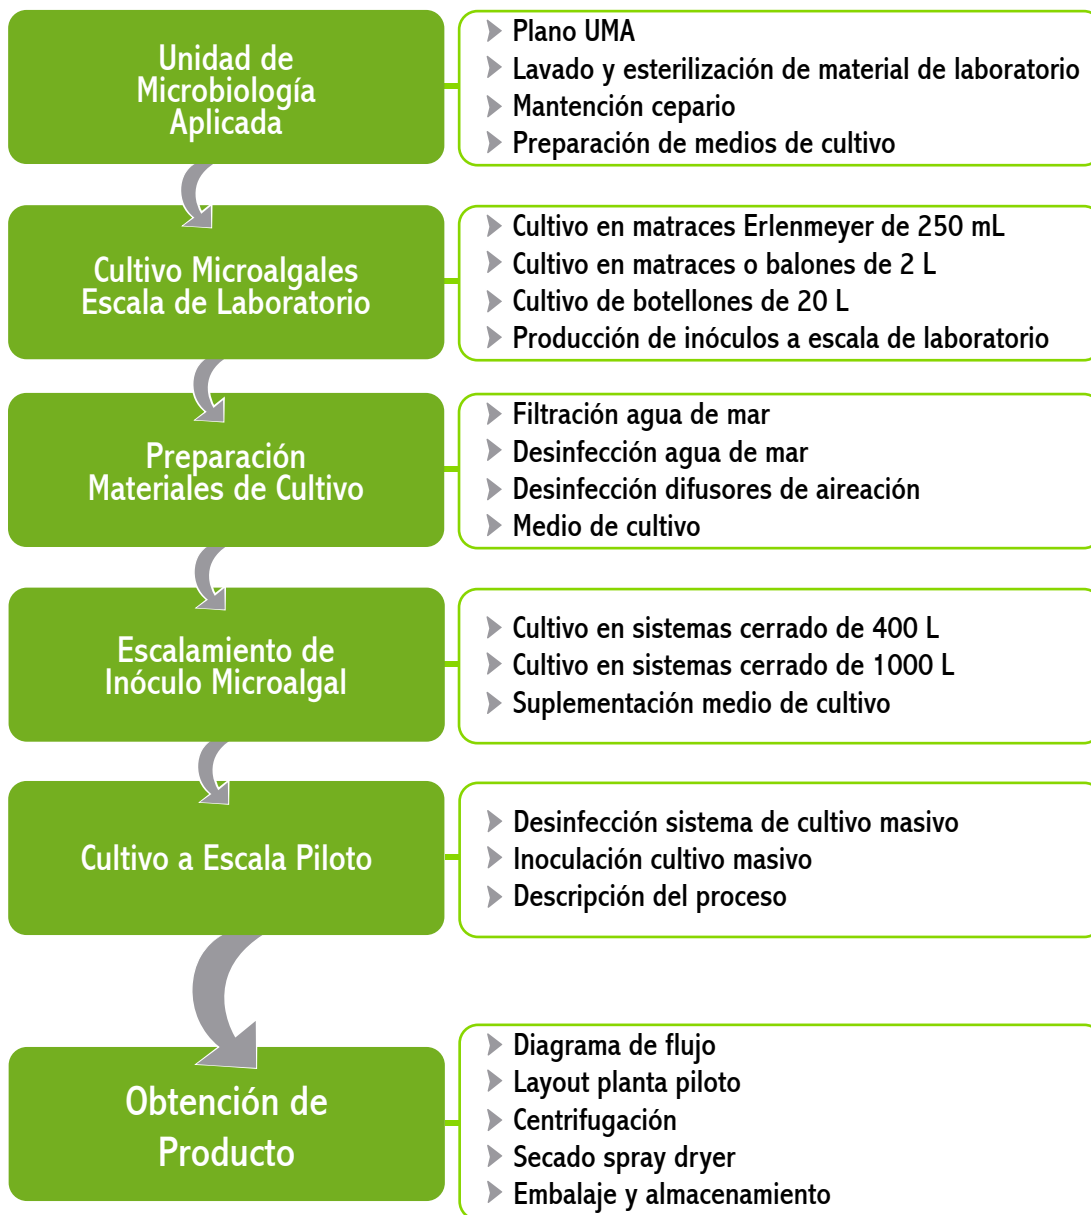 Unidad de
Microbiología
Aplicada
Plano UMA
Lavado y esterilización de material de laboratorio
Mantención cepario
Preparación de medios de cultivo
Cultivo Microalgales
Escala de Laboratorio
Cultivo en matraces Erlenmeyer de 250 mL
Cultivo en matraces o balones de 2 L
Cultivo de botellones de 20 L
Producción de inóculos a escala de laboratorio
Preparación
Materiales de Cultivo
Filtración agua de mar
Desinfección agua de mar
Desinfección difusores de aireación
Medio de cultivo
Escalamiento de
Inóculo Microalgal
Cultivo en sistemas cerrado de 400 L
Cultivo en sistemas cerrado de 1000 L
Suplementación medio de cultivo
Cultivo a Escala Piloto
Desinfección sistema de cultivo masivo
Inoculación cultivo masivo
Descripción del proceso
Obtención de
Producto
Diagrama de flujo
Layout planta piloto
Centrifugación
Secado spray dryer
Embalaje y almacenamiento